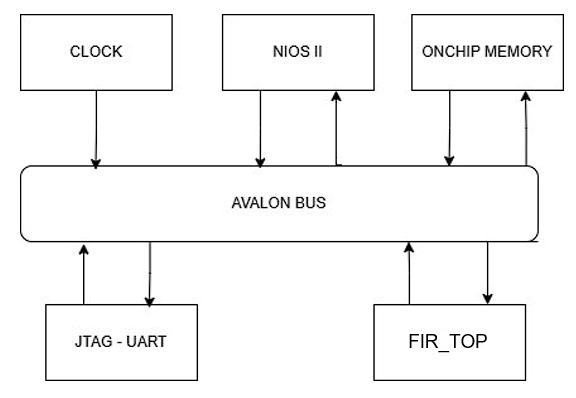 CLOCK
NIOS II
ONCHIP MEMORY
AVALON BUS
JTAG - UART
FIR_TOP